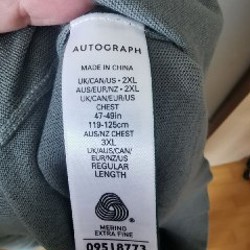 AUTOGRAPH
MADE IN CHINA
UK/CAN/US - 2XL
AUS/EUR/NZ - 2XL
UK/CAN/EUR/US
CHEST
47-49in
119-125cm
AUS/NZ CHEST
3XL
UK/AUS/CAN/
EUR/NZ/US
REGULAR
LENGTH
MERINO
EXTRA FINE
09518773